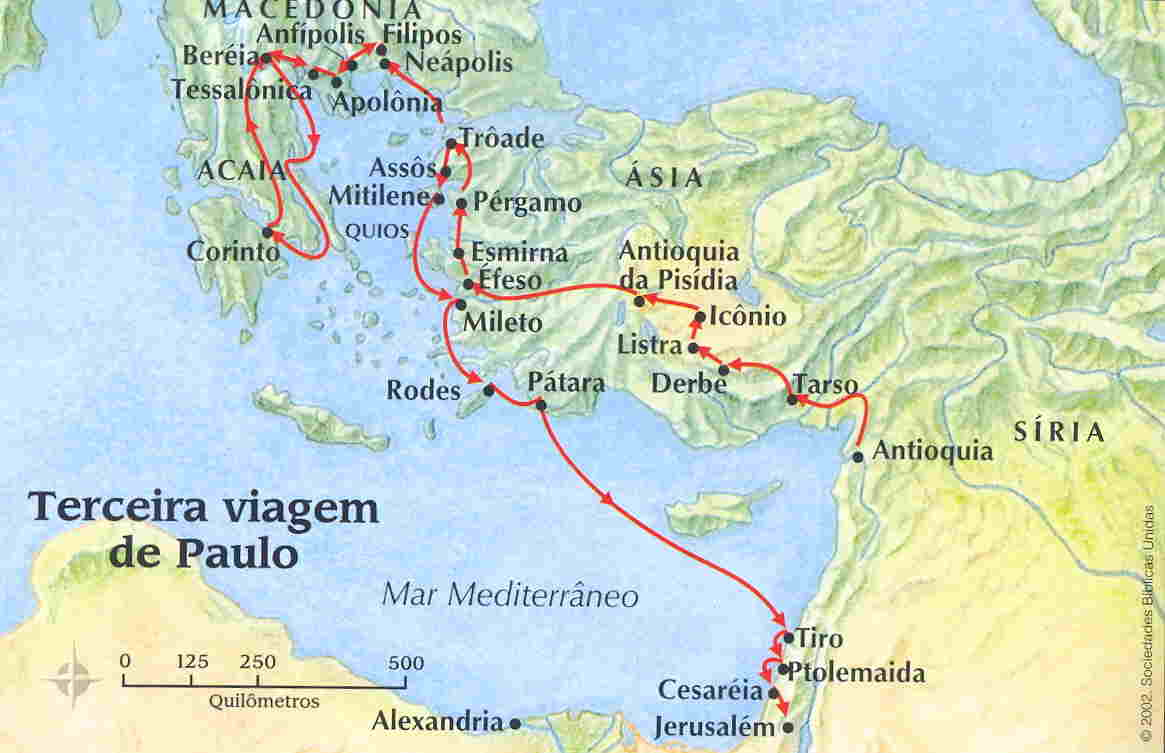 MACEDÔNIA
Anfípolis
Filipos
Beréia
Neápolis
Tessalônica
Apolônia
Trôade
Assôs
ACAIA
ÁSIA
Mitilene
Pérgamo
QUIOS
Corinto
Esmirna
Antioquia
da Pisídia
Éfeso
Mileto
Icônio
Listra
Rodes
Pátara
Derbe
Tarso
SÍRIA
Antioquia
Terceira viagem
de Paulo
Mar Mediterrâneo
Tiro
Ptolemaida
0 125 250 500
Quilômetros
Cesaréia
Alexandria
Jerusalém
© 2002, Sociedades Bíblicas Unidas